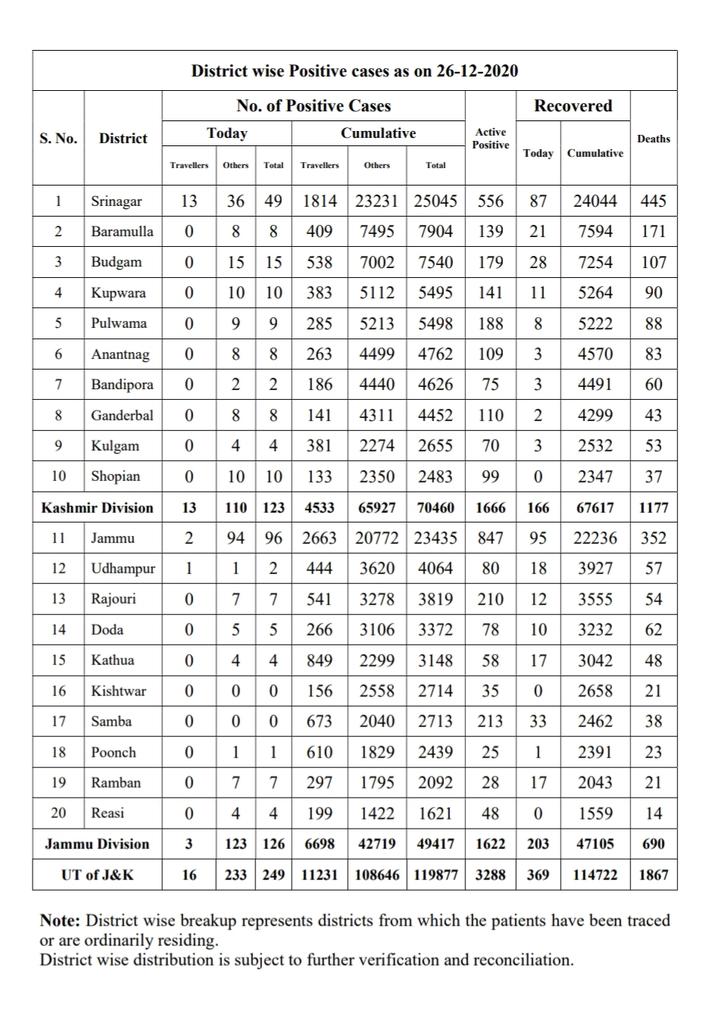 District wise Positive cases as on 26-12-2020
S. No. District No. of Positive Cases Active Positive Recovered Deaths
Today Cumulative Today Cumulative
Travellers Others Total Travellers Others Total
1 Srinagar 13 36 49 1814 23231 25045 556 87 24044 445
2 Baramulla 0 8 8 409 7495 7904 139 21 7594 171
3 Budgam 0 15 15 538 7002 7540 179 28 7254 107
4 Kupwara 0 10 10 383 5112 5495 141 11 5264 90
5 Pulwama 0 9 9 285 5213 5498 188 8 5222 88
6 Anantnag 0 8 8 263 4499 4762 109 3 4570 83
7 Bandipora 0 2 2 186 4440 4626 75 3 4491 60
8 Ganderbal 0 8 8 141 4311 4452 110 2 4299 43
9 Kulgam 0 4 4 381 2274 2655 70 3 2532 53
10 Shopian 0 10 10 133 2350 2483 99 0 2347 37
Kashmir Division 13 110 123 4533 65927 70460 1666 166 67617 1177
11 Jammu 2 94 96 2663 20772 23435 847 95 22236 352
12 Udhampur 1 1 2 444 3620 4064 80 18 3927 57
13 Rajouri 0 7 7 541 3278 3819 210 12 3555 54
14 Doda 0 5 5 266 3106 3372 78 10 3232 62
15 Kathua 0 4 4 849 2299 3148 58 17 3042 48
16 Kishtwar 0 0 0 156 2558 2714 35 0 2658 21
17 Samba 0 0 0 673 2040 2713 213 33 2462 38
18 Poonch 0 1 1 610 1829 2439 25 1 2391 23
19 Ramban 0 7 7 297 1795 2092 28 17 2043 21
20 Reasi 0 4 4 199 1422 1621 48 0 1559 14
Jammu Division 3 123 126 6698 42719 49417 1622 203 47105 690
UT of J&K 16 233 249 11231 108646 119877 3288 369 114722 1867
Note: District wise breakup represents districts from which the patients have been traced
or are ordinarily residing.
District wise distribution is subject to further verification and reconciliation.